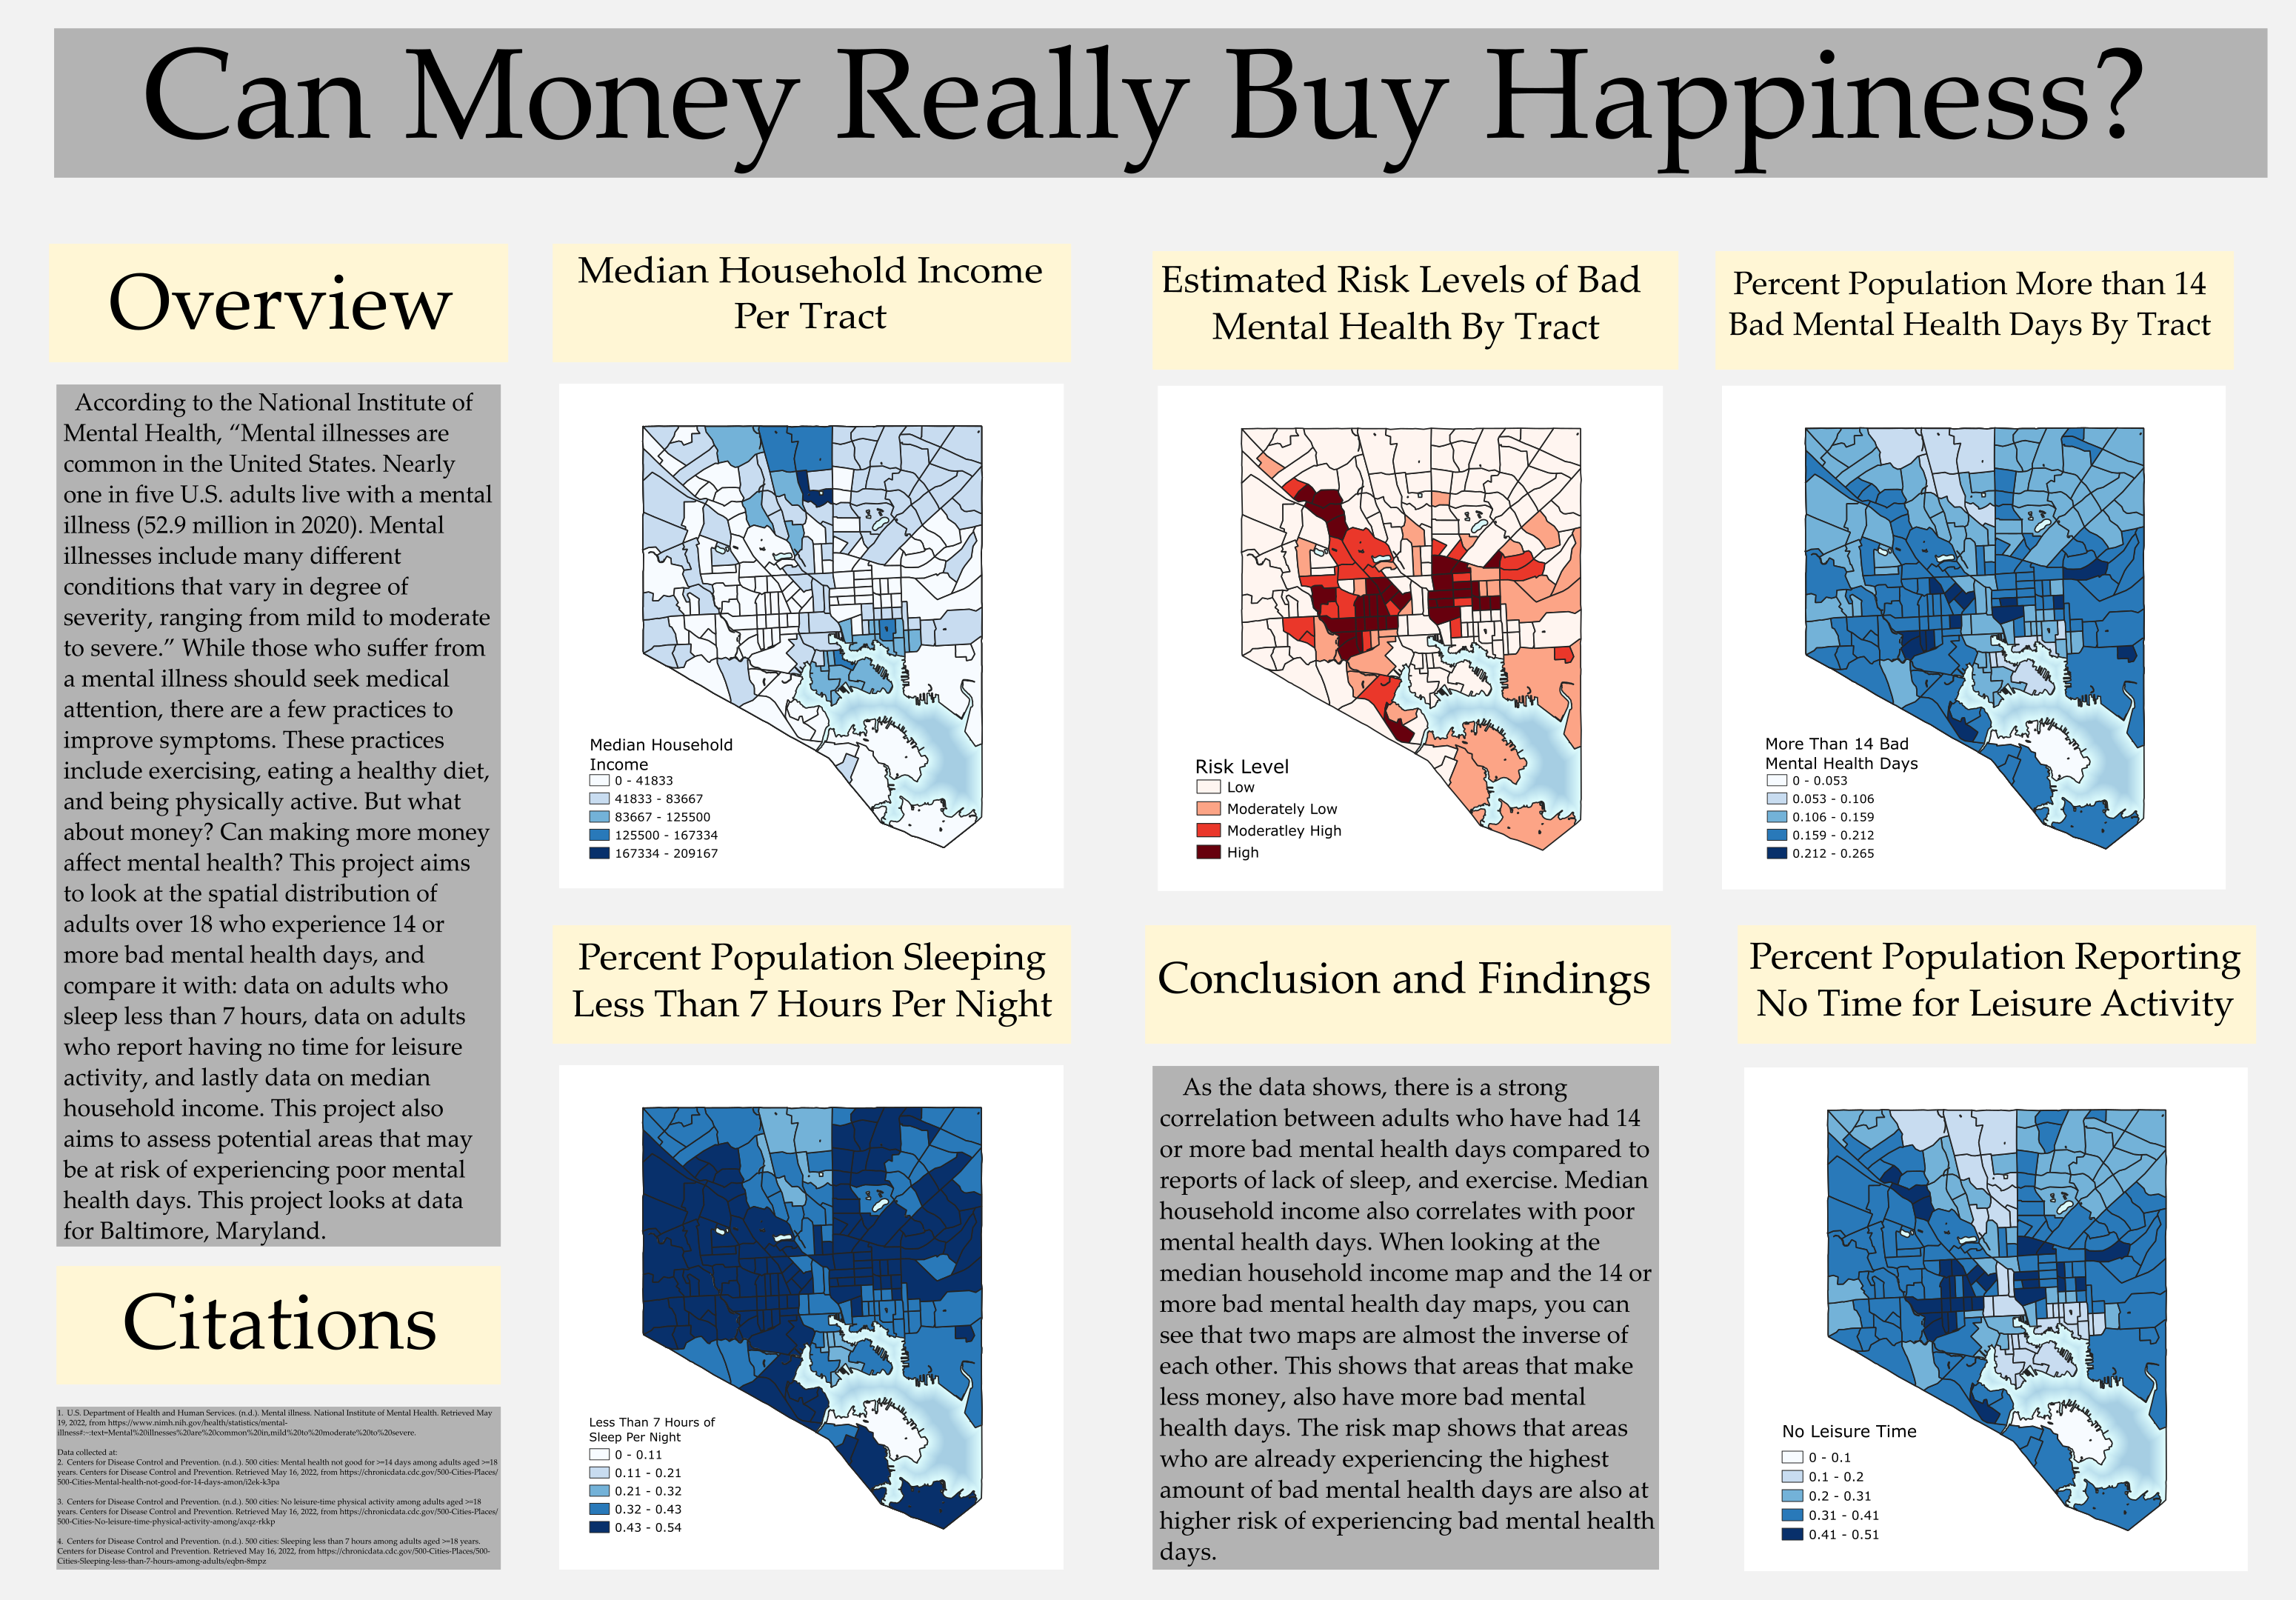 Can Money Really Buy Happiness?
Overview
According to the National Institute of
Mental Health, “Mental illnesses are
common in the United States. Nearly
one in five U.S. adults live with a mental
illness (52.9 million in 2020). Mental
illnesses include many different
conditions that vary in degree of
severity, ranging from mild to moderate
to severe.” While those who suffer from
a mental illness should seek medical
attention, there are a few practices to
improve symptoms. These practices
include exercising, eating a healthy diet,
and being physically active. But what
about money? Can making more money
affect mental health? This project aims
to look at the spatial distribution of
adults over 18 who experience 14 or
more bad mental health days, and
compare it with: data on adults who
sleep less than 7 hours, data on adults
who report having no time for leisure
activity, and lastly data on median
household income. This project also
aims to assess potential areas that may
be at risk of experiencing poor mental
health days. This project looks at data
for Baltimore, Maryland.
Citations
1. U.S. Department of Health and Human Services. (n.d.). Mental illness. National Institute of Mental Health. Retrieved May
19, 2022, from https://www.nimh.nih.gov/health/statistics/mental-
illness#:~:text=Mental%20illnesses%20are%20common%20in,mild%20to%20moderate%20to%20severe.
Data collected at:
2. Centers for Disease Control and Prevention. (n.d.). 500 cities: Mental health not good for >=14 days among adults aged >=18
years. Centers for Disease Control and Prevention. Retrieved May 16, 2022, from https://chronicdata.cdc.gov/500-Cities-Places/
500-Cities-Mental-health-not-good-for-14-days-amon/i2ek-k3pa
3. Centers for Disease Control and Prevention. (n.d.). 500 cities: No leisure-time physical activity among adults aged >=18
years. Centers for Disease Control and Prevention. Retrieved May 16, 2022, from https://chronicdata.cdc.gov/500-Cities-Places/
500-Cities-No-leisure-time-physical-activity-among/axqz-rkkp
4. Centers for Disease Control and Prevention. (n.d.). 500 cities: Sleeping less than 7 hours among adults aged >=18 years.
Centers for Disease Control and Prevention. Retrieved May 16, 2022, from https://chronicdata.cdc.gov/500-Cities-Places/500-
Cities-Sleeping-less-than-7-hours-among-adults/eqbn-8mpz
Median Household Income
Per Tract
Median Household
Income
0 - 41833
41833 - 83667
83667 - 125500
125500 - 167334
167334 - 209167
Estimated Risk Levels of Bad
Mental Health By Tract
Risk Level
Low
Moderately Low
Moderatley High
High
Percent Population More than 14
Bad Mental Health Days By Tract
More Than 14 Bad
Mental Health Days
0 - 0.053
0.053 - 0.106
0.106 - 0.159
0.159 - 0.212
0.212 - 0.265
Percent Population Sleeping
Less Than 7 Hours Per Night
Less Than 7 Hours of
Sleep Per Night
0 - 0.11
0.11 - 0.21
0.21 - 0.32
0.32 - 0.43
0.43 - 0.54
Conclusion and Findings
As the data shows, there is a strong
correlation between adults who have had 14
or more bad mental health days compared to
reports of lack of sleep, and exercise. Median
household income also correlates with poor
mental health days. When looking at the
median household income map and the 14 or
more bad mental health day maps, you can
see that two maps are almost the inverse of
each other. This shows that areas that make
less money, also have more bad mental
health days. The risk map shows that areas
who are already experiencing the highest
amount of bad mental health days are also at
higher risk of experiencing bad mental health
days.
Percent Population Reporting
No Time for Leisure Activity
No Leisure Time
0 - 0.1
0.1 - 0.2
0.2 - 0.31
0.31 - 0.41
0.41 - 0.51